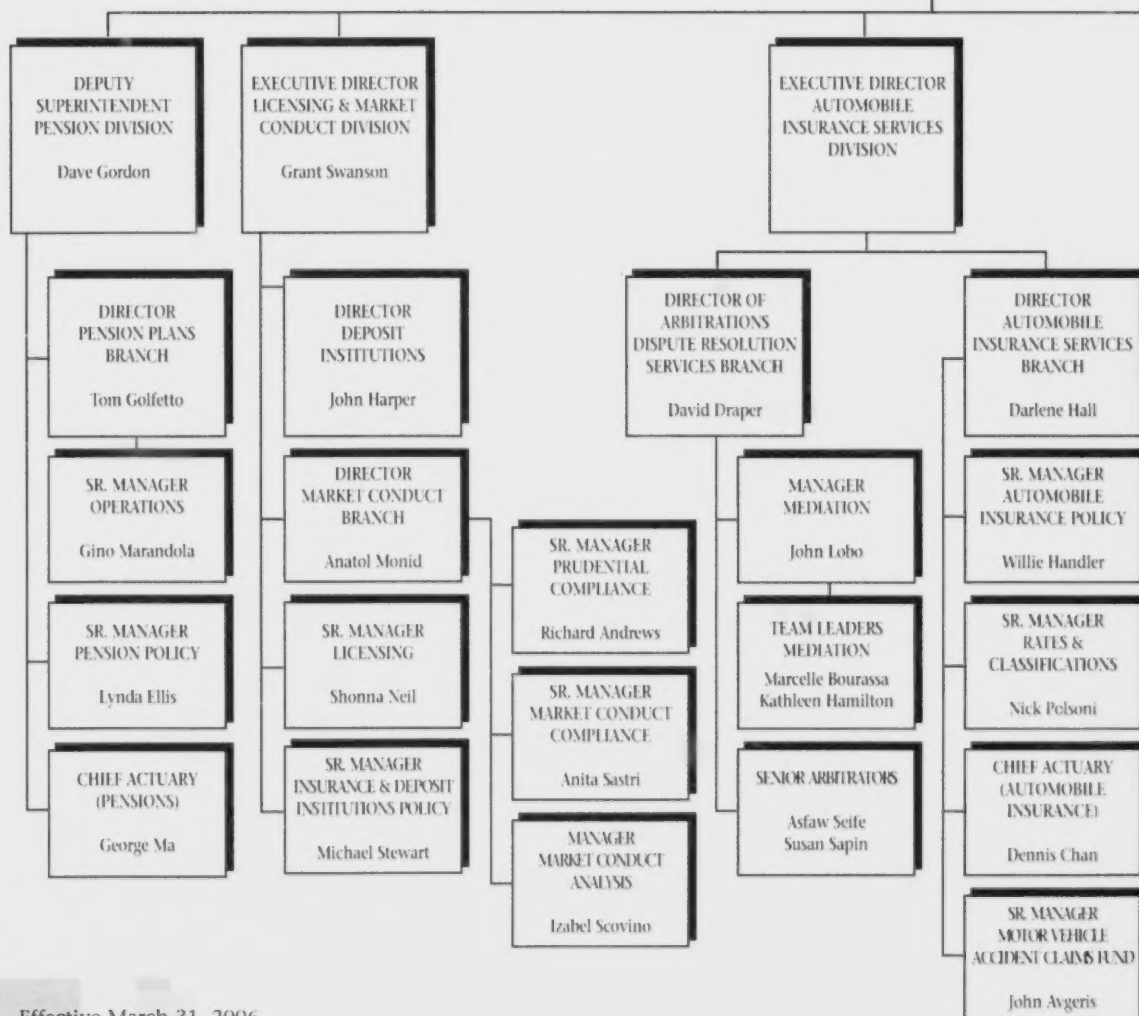 DEPUTY
SUPERINTENDENT
PENSION DIVISION
Dave Gordon
EXECUTIVE DIRECTOR
LICENSING & MARKET
CONDUCT DIVISION
Grant Swanson
EXECUTIVE DIRECTOR
AUTOMOBILE
INSURANCE SERVICES
DIVISION
DIRECTOR
PENSION PLANS
BRANCH
Tom Golfetto
SR. MANAGER
OPERATIONS
Gino Marandola
SR. MANAGER
PENSION POLICY
Lynda Ellis
CHIEF ACTUARY
(PENSIONS)
George Ma
DIRECTOR
DEPOSIT
INSTITUTIONS
John Harper
DIRECTOR
MARKET CONDUCT
BRANCH
Anatol Monid
SR. MANAGER
LICENSING
Shonna Neil
SR. MANAGER
INSURANCE & DEPOSIT
INSTITUTIONS POLICY
Michael Stewart
SR. MANAGER
PRUDENTIAL
COMPLIANCE
Richard Andrews
SR. MANAGER
MARKET CONDUCT
COMPLIANCE
Anita Sastri
MANAGER
MARKET CONDUCT
ANALYSIS
Izabel Scovino
DIRECTOR OF
ARBITRATIONS
DISPUTE RESOLUTION
SERVICES BRANCH
David Draper
MANAGER
MEDIATION
John Lobo
TEAM LEADERS
MEDIATION
Marcelle Bourassa
Kathleen Hamilton
SENIOR ARBITRATORS
Asfaw Seife
Susan Sapin
DIRECTOR
AUTOMOBILE
INSURANCE SERVICES
BRANCH
Darlene Hall
SR. MANAGER
AUTOMOBILE
INSURANCE POLICY
Willie Handler
SR. MANAGER
RATES &
CLASSIFICATIONS
Nick Polsoni
CHIEF ACTUARY
(AUTOMOBILE
INSURANCE)
Dennis Chan
SR. MANAGER
MOTOR VEHICLE
ACCIDENT CLAIMS FUND
John Avgeris
Effective March 31, 2006